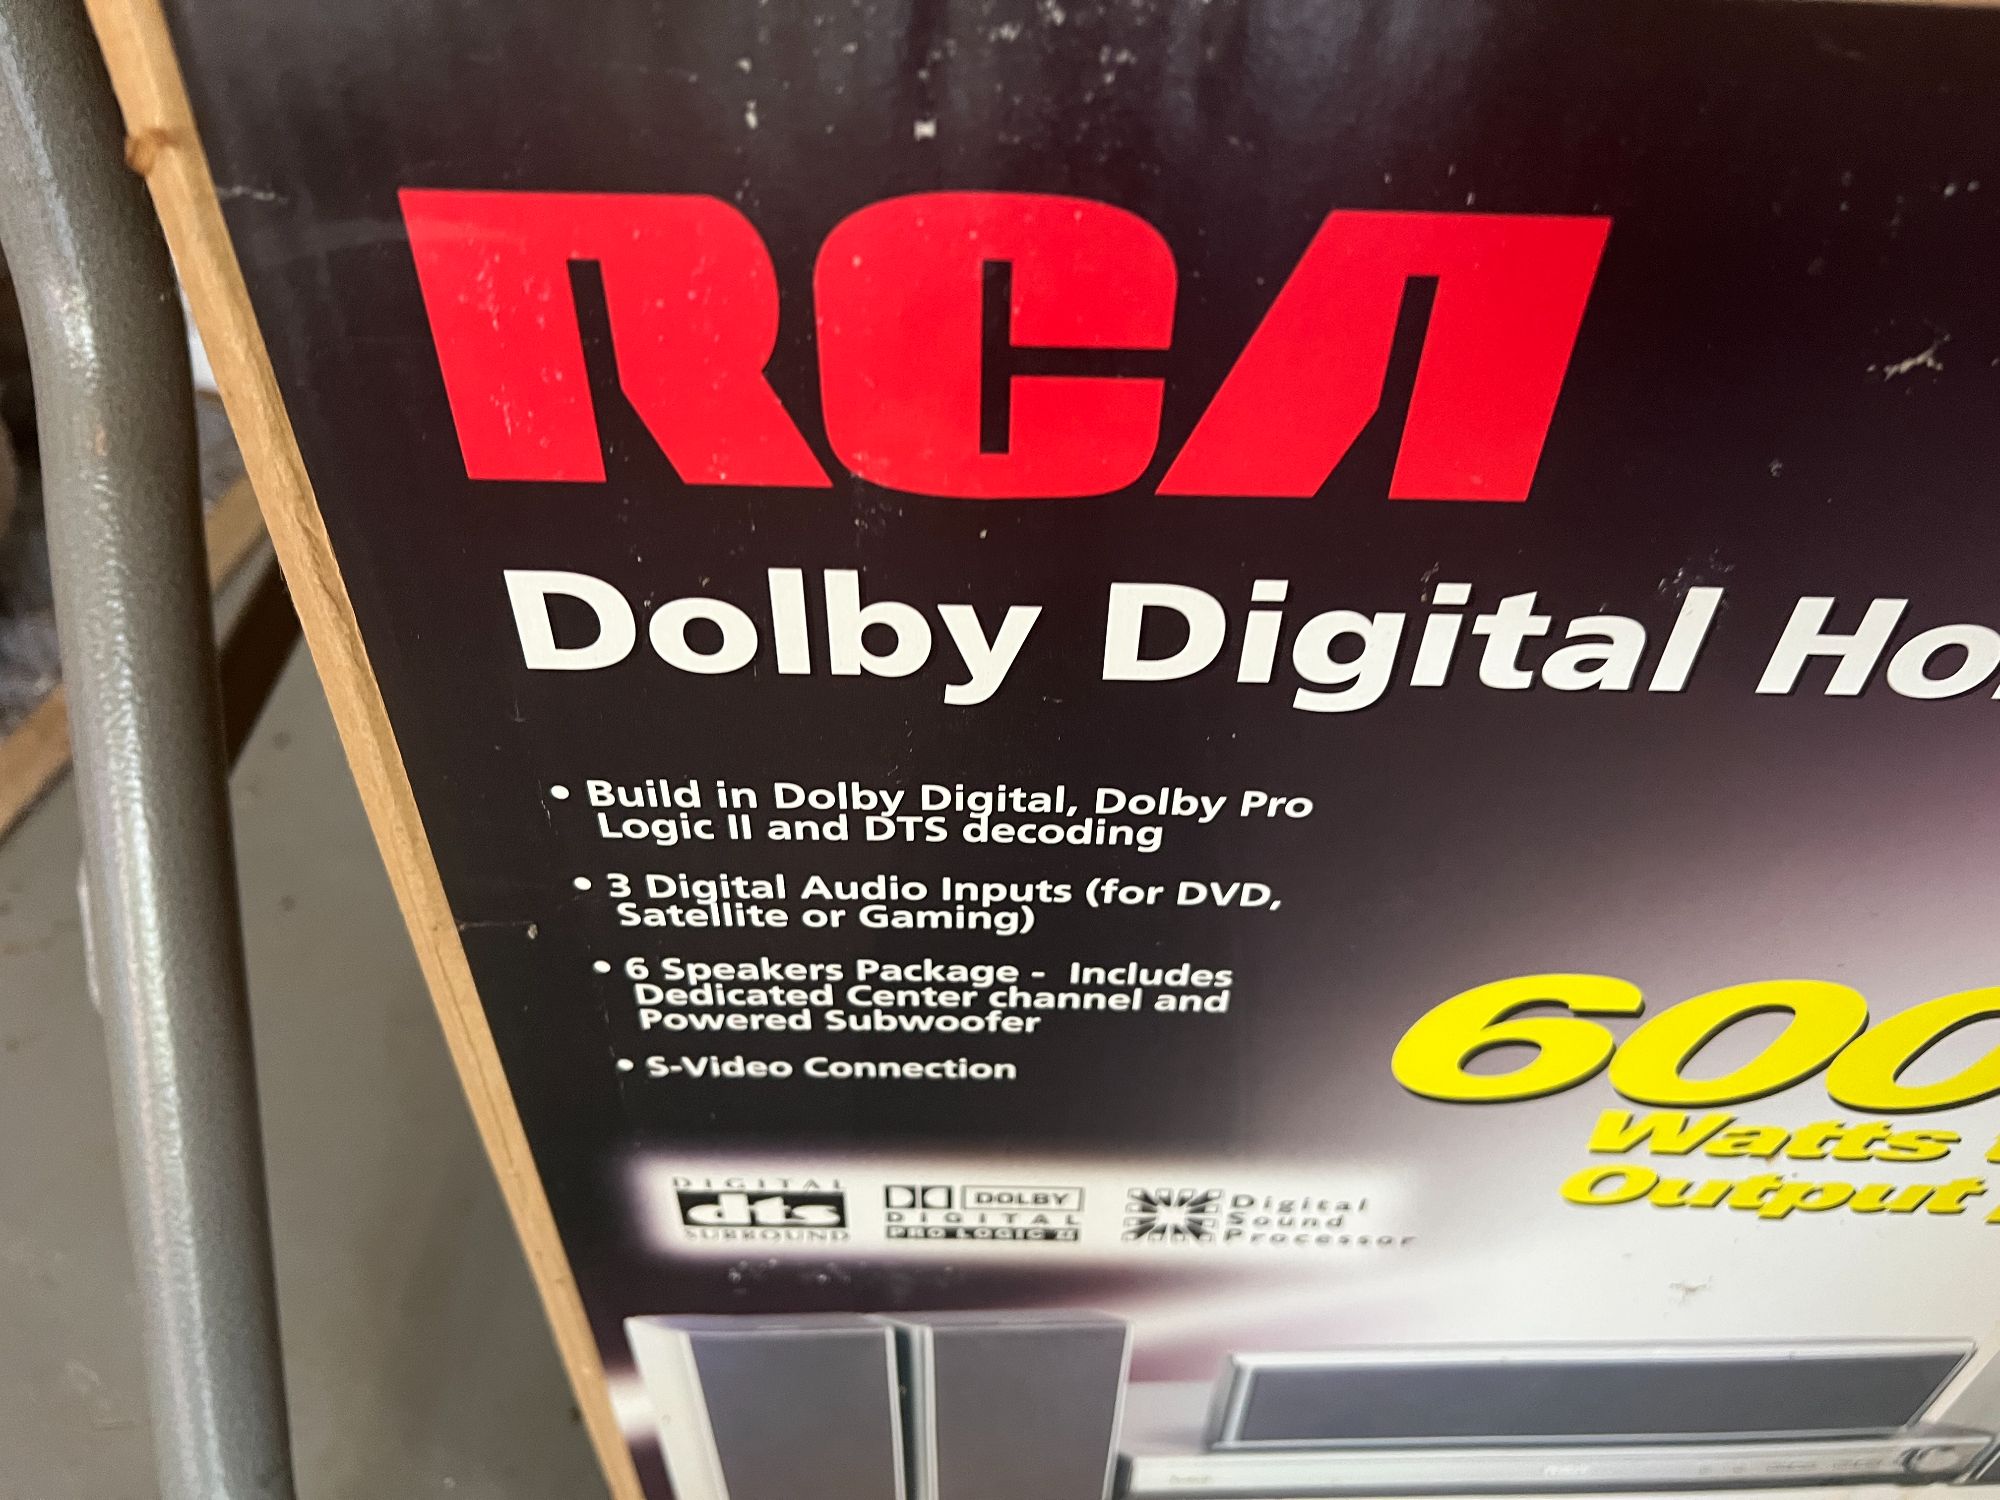 RCA
Dolby Digital Ho
• Build in Dolby Digital, Dolby Pro
Logic II and DTS decoding
• 3 Digital Audio Inputs (for DVD,
Satellite or Gaming)
• 6 Speakers Package - Includes
Dedicated Center channel and
Powered Subwoofer
• S-Video Connection
600
Watts
Output
DIGITAL
dts
SURROUND
DOLBY
DIGITAL
PRO LOGIC II
Digital
Sound
Processor